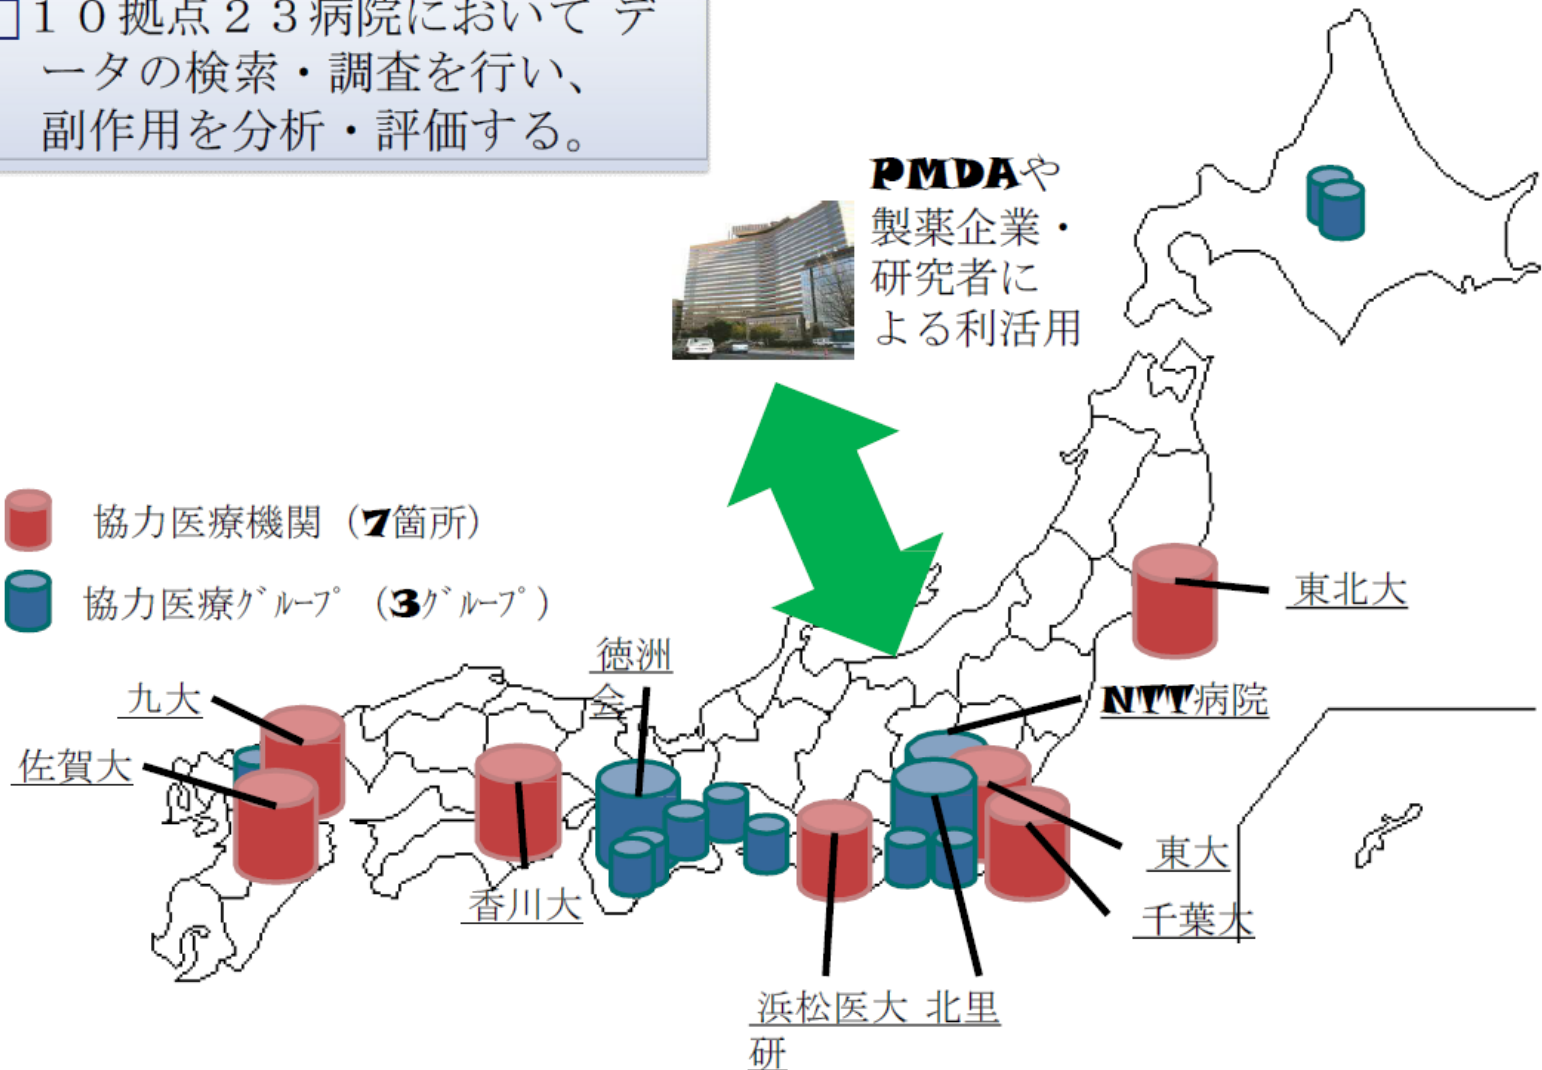 □１０拠点２３病院において デ
ータの検索・調査を行い、
副作用を分析・評価する。
PMDAや
製薬企業・
研究者に
よる利活用
協力医療機関（7箇所）
協力医療ｸﾞﾙｰﾌﾟ（3ｸﾞﾙｰﾌﾟ）
東北大
徳洲
会
九大
NTT病院
佐賀大
東大
香川大
千葉大
浜松医大 北里
研